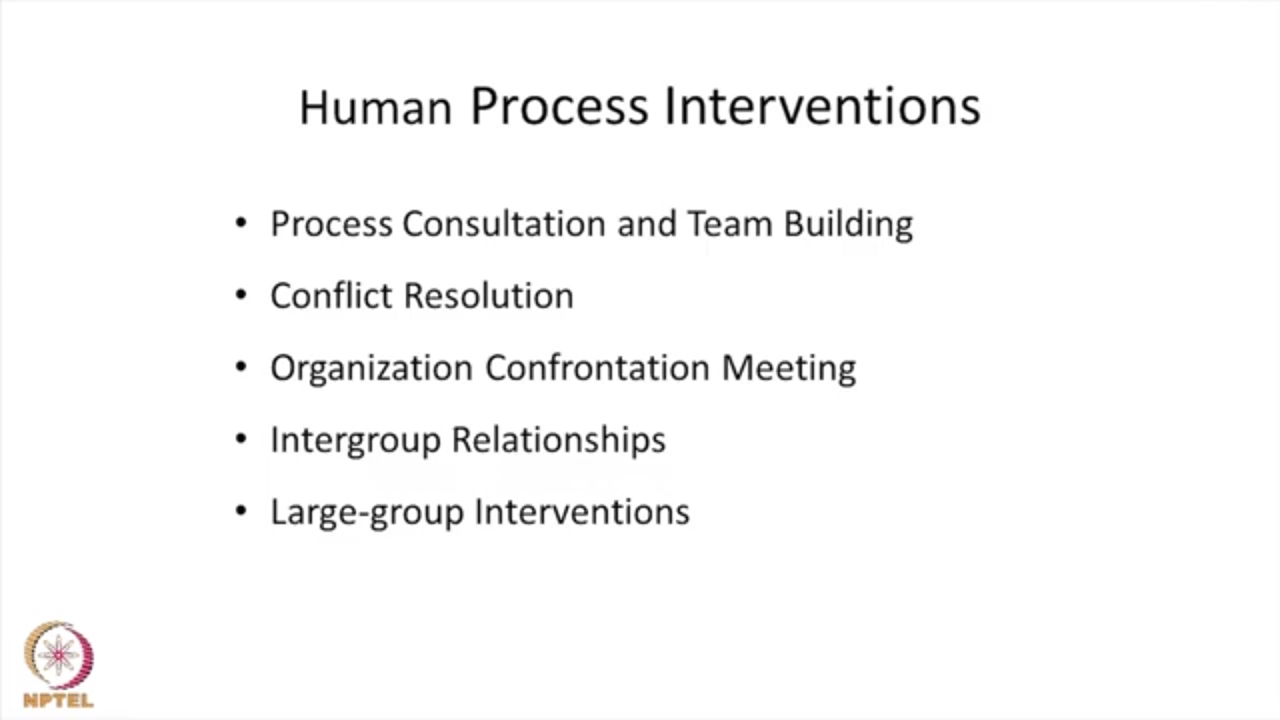 Human Process Interventions
• Process Consultation and Team Building
• Conflict Resolution
• Organization Confrontation Meeting
• Intergroup Relationships
• Large-group Interventions
NPTEL